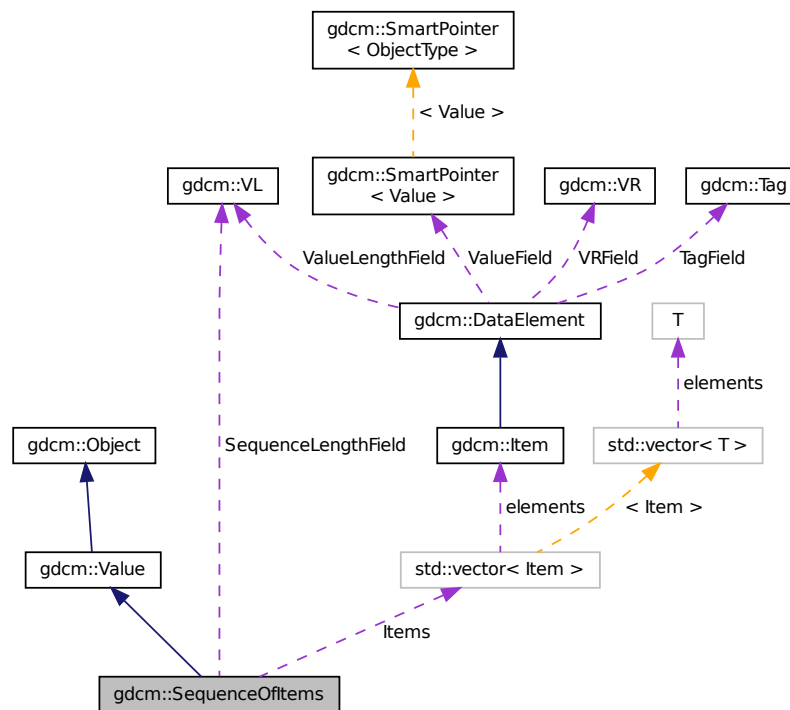 gdcm::SmartPointer
< ObjectType >
< Value >
gdcm::VL
gdcm::SmartPointer
< Value >
gdcm::VR
gdcm::Tag
ValueLengthField
ValueField
VRField
TagField
gdcm::DataElement
T
elements
gdcm::Object
SequenceLengthField
gdcm::Item
std::vector< T >
elements
< Item >
gdcm::Value
std::vector< Item >
Items
gdcm::SequenceOfItems